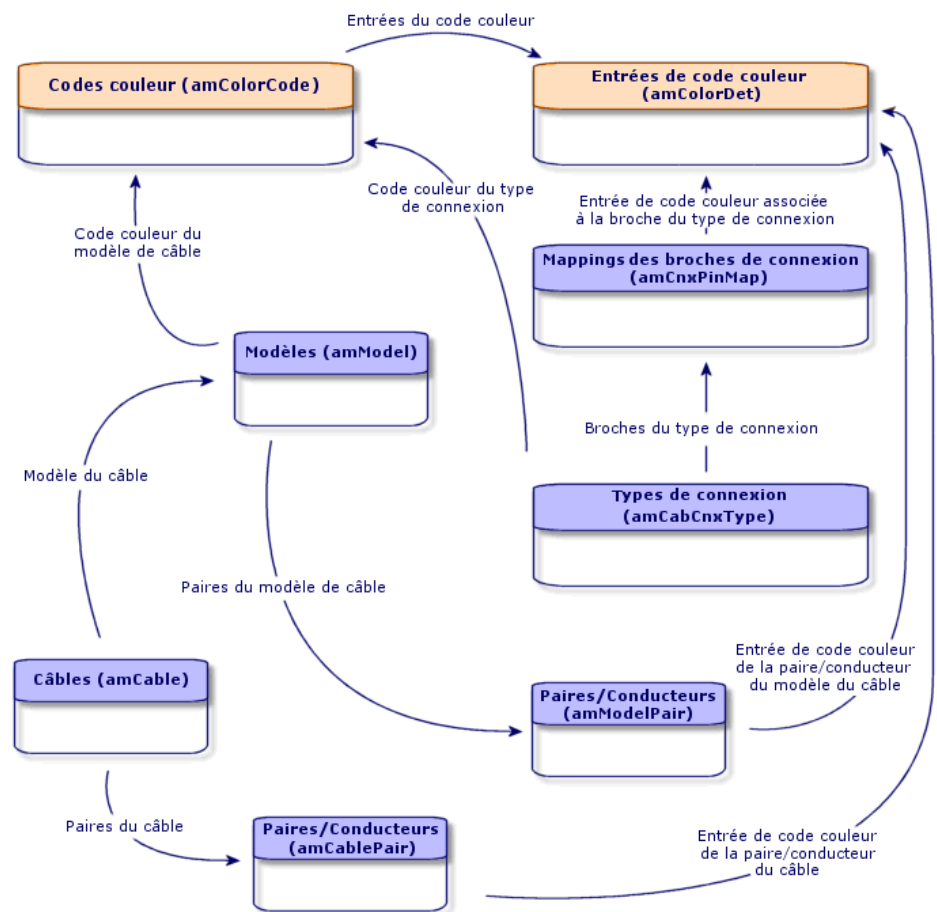 Entrées du code couleur
Codes couleur (amColorCode)
Entrées de code couleur
(amColorDet)
Code couleur du type
de connexion
Entrée de code couleur associée
à la broche du type de connexion
Code couleur du
modèle de câble
Mappings des broches de connexion
(amCnxPinMap)
Modèles (amModel)
Broches du type de connexion
Modèle du câble
Types de connexion
(amCabCnxType)
Paires du modèle de câble
Entrée de code couleur
de la paire/conducteur
du modèle du câble
Câbles (amCable)
Paires/Conducteurs
(amModelPair)
Paires du câble
Paires/Conducteurs
(amCablePair)
Entrée de code couleur
de la paire/conducteur
du câble